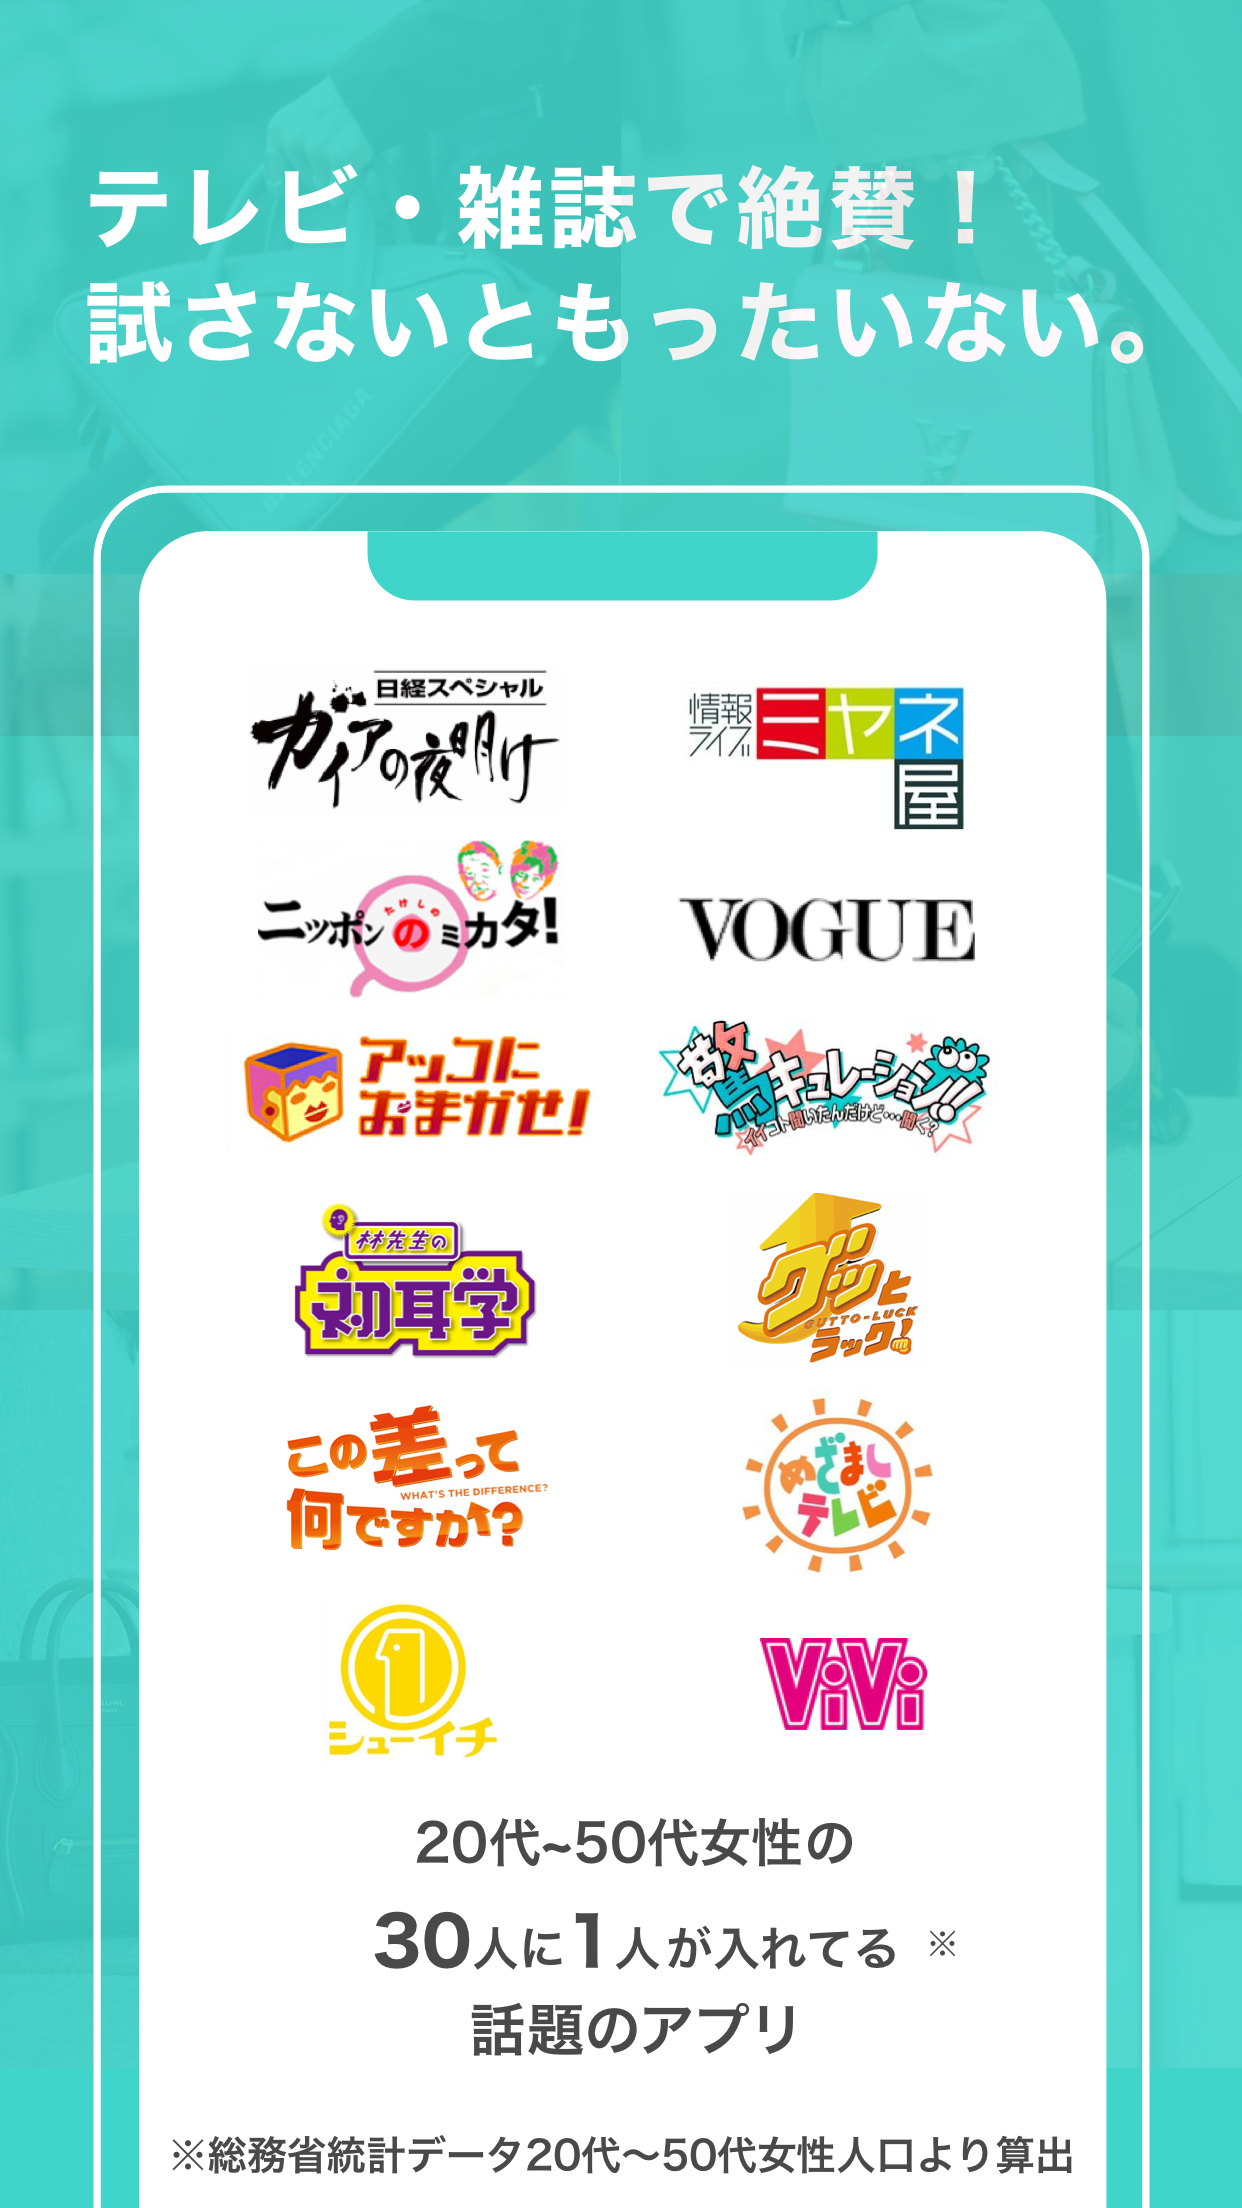 テレビ・雑誌で絶賛！
試さないともったいない。
BALENCIAGA
日経スペシャル
ガイアの夜明け
情報ライブ
ミヤネ屋
たけしの
ニッポンのミカタ!
VOGUE
アッコに
おまかせ!
驚キュレーション!!
イイコト聞いたんだけど…聞く?
林先生の
初耳学
グッと
GUTTO-LUCK
ラック!
この差って
WHAT'S THE DIFFERENCE?
何ですか?
めざまし
テレビ
シューイチ
ViVi
20代~50代女性の
30人に1人が入れてる ※
話題のアプリ
※総務省統計データ20代〜50代女性人口より算出